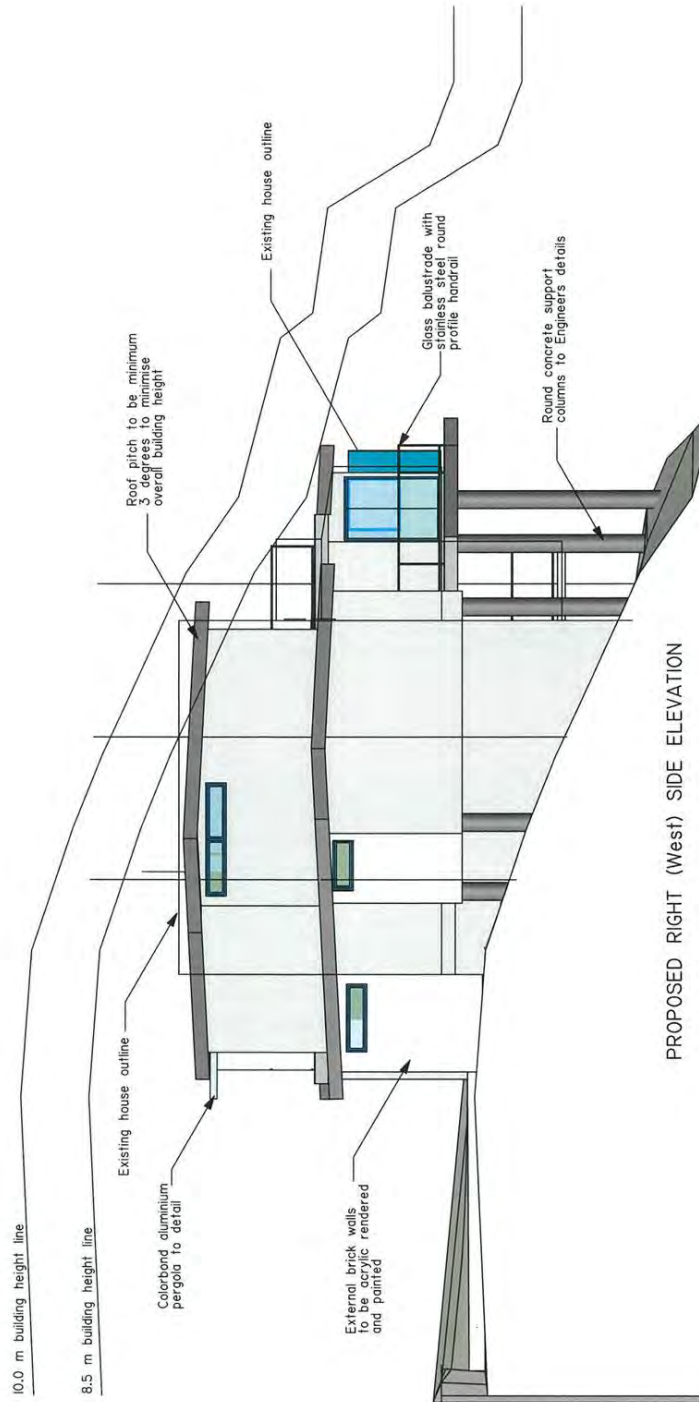 10.0 m building height line
8.5 m building height line
Existing house outline
Colorbond aluminium
pergola to detail
External brick walls
to be acrylic rendered
and painted
Roof pitch to be minimum
3 degrees to minimise
overall building height
Existing house outline
Glass balustrade with
stainless steel round
profile handrail
Round concrete support
columns to Engineers details
PROPOSED RIGHT (West) SIDE ELEVATION